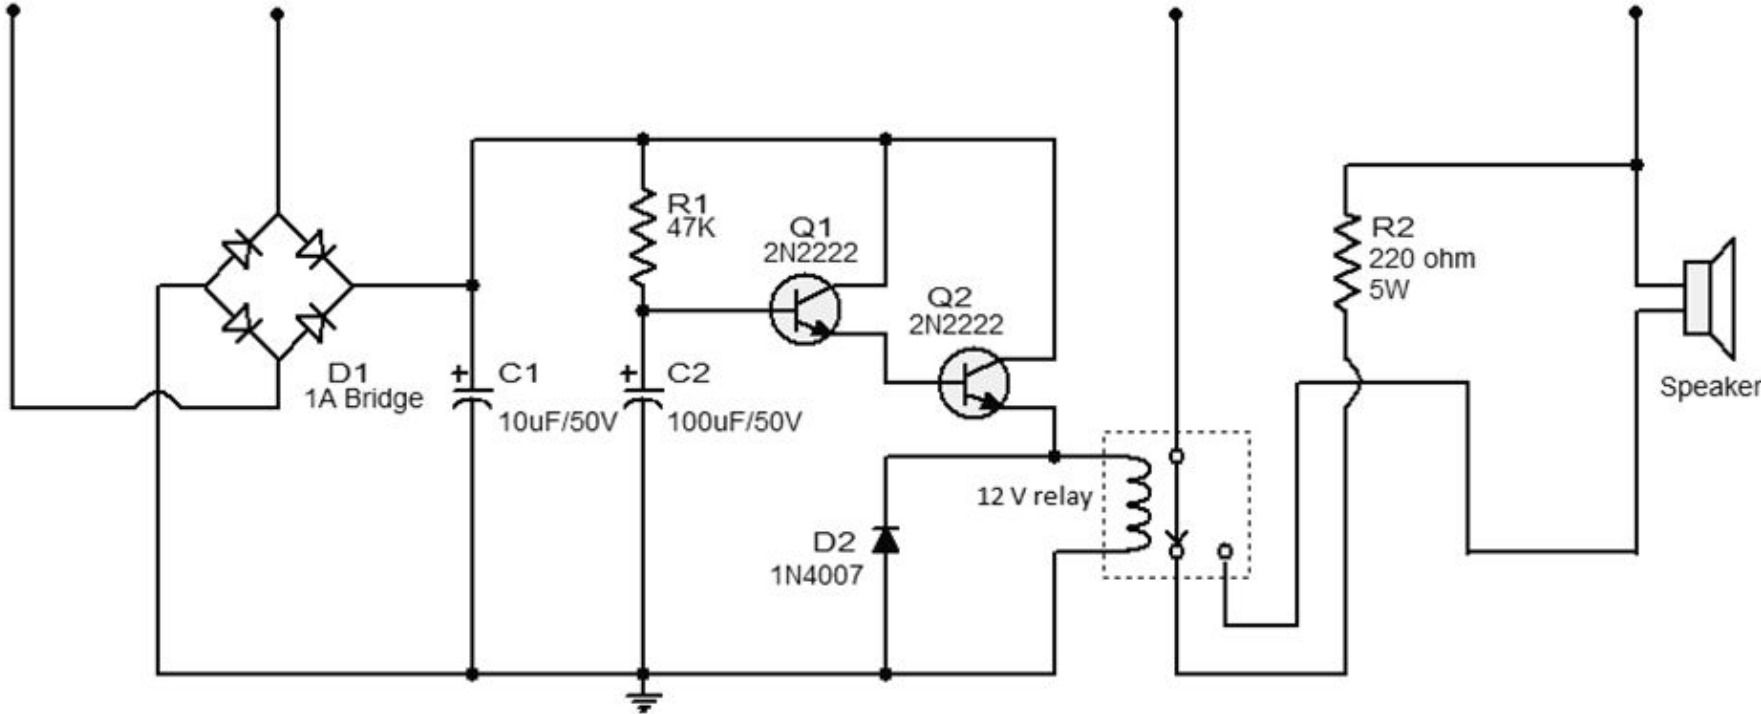 R1
47K
Q1
2N2222
Q2
2N2222
R2
220 ohm
5W
D1
1A Bridge
+
C1
10uF/50V
+
C2
100uF/50V
Speaker
12 V relay
D2
1N4007